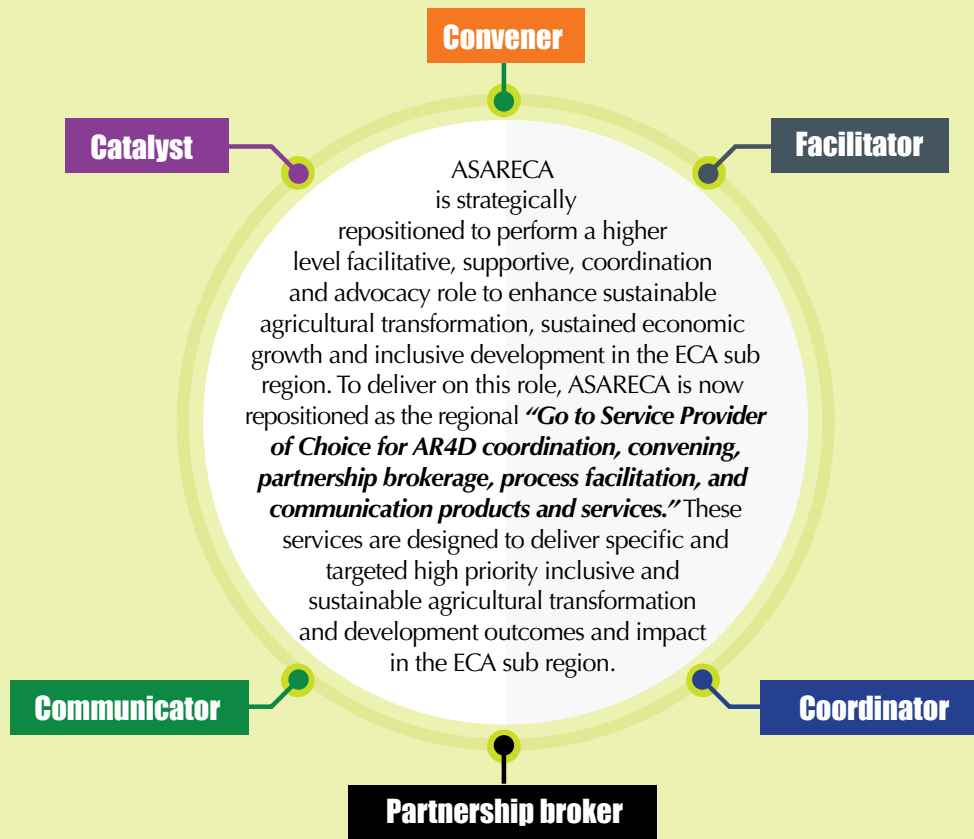 Convener
Catalyst
Facilitator
ASARECA
is strategically
repositioned to perform a higher
level facilitative, supportive, coordination
and advocacy role to enhance sustainable
agricultural transformation, sustained economic
growth and inclusive development in the ECA sub
region. To deliver on this role, ASARECA is now
repositioned as the regional “Go to Service Provider
of Choice for AR4D coordination, convening,
partnership brokerage, process facilitation, and
communication products and services.” These
services are designed to deliver specific and
targeted high priority inclusive and
sustainable agricultural transformation
and development outcomes and impact
in the ECA sub region.
Communicator
Coordinator
Partnership broker